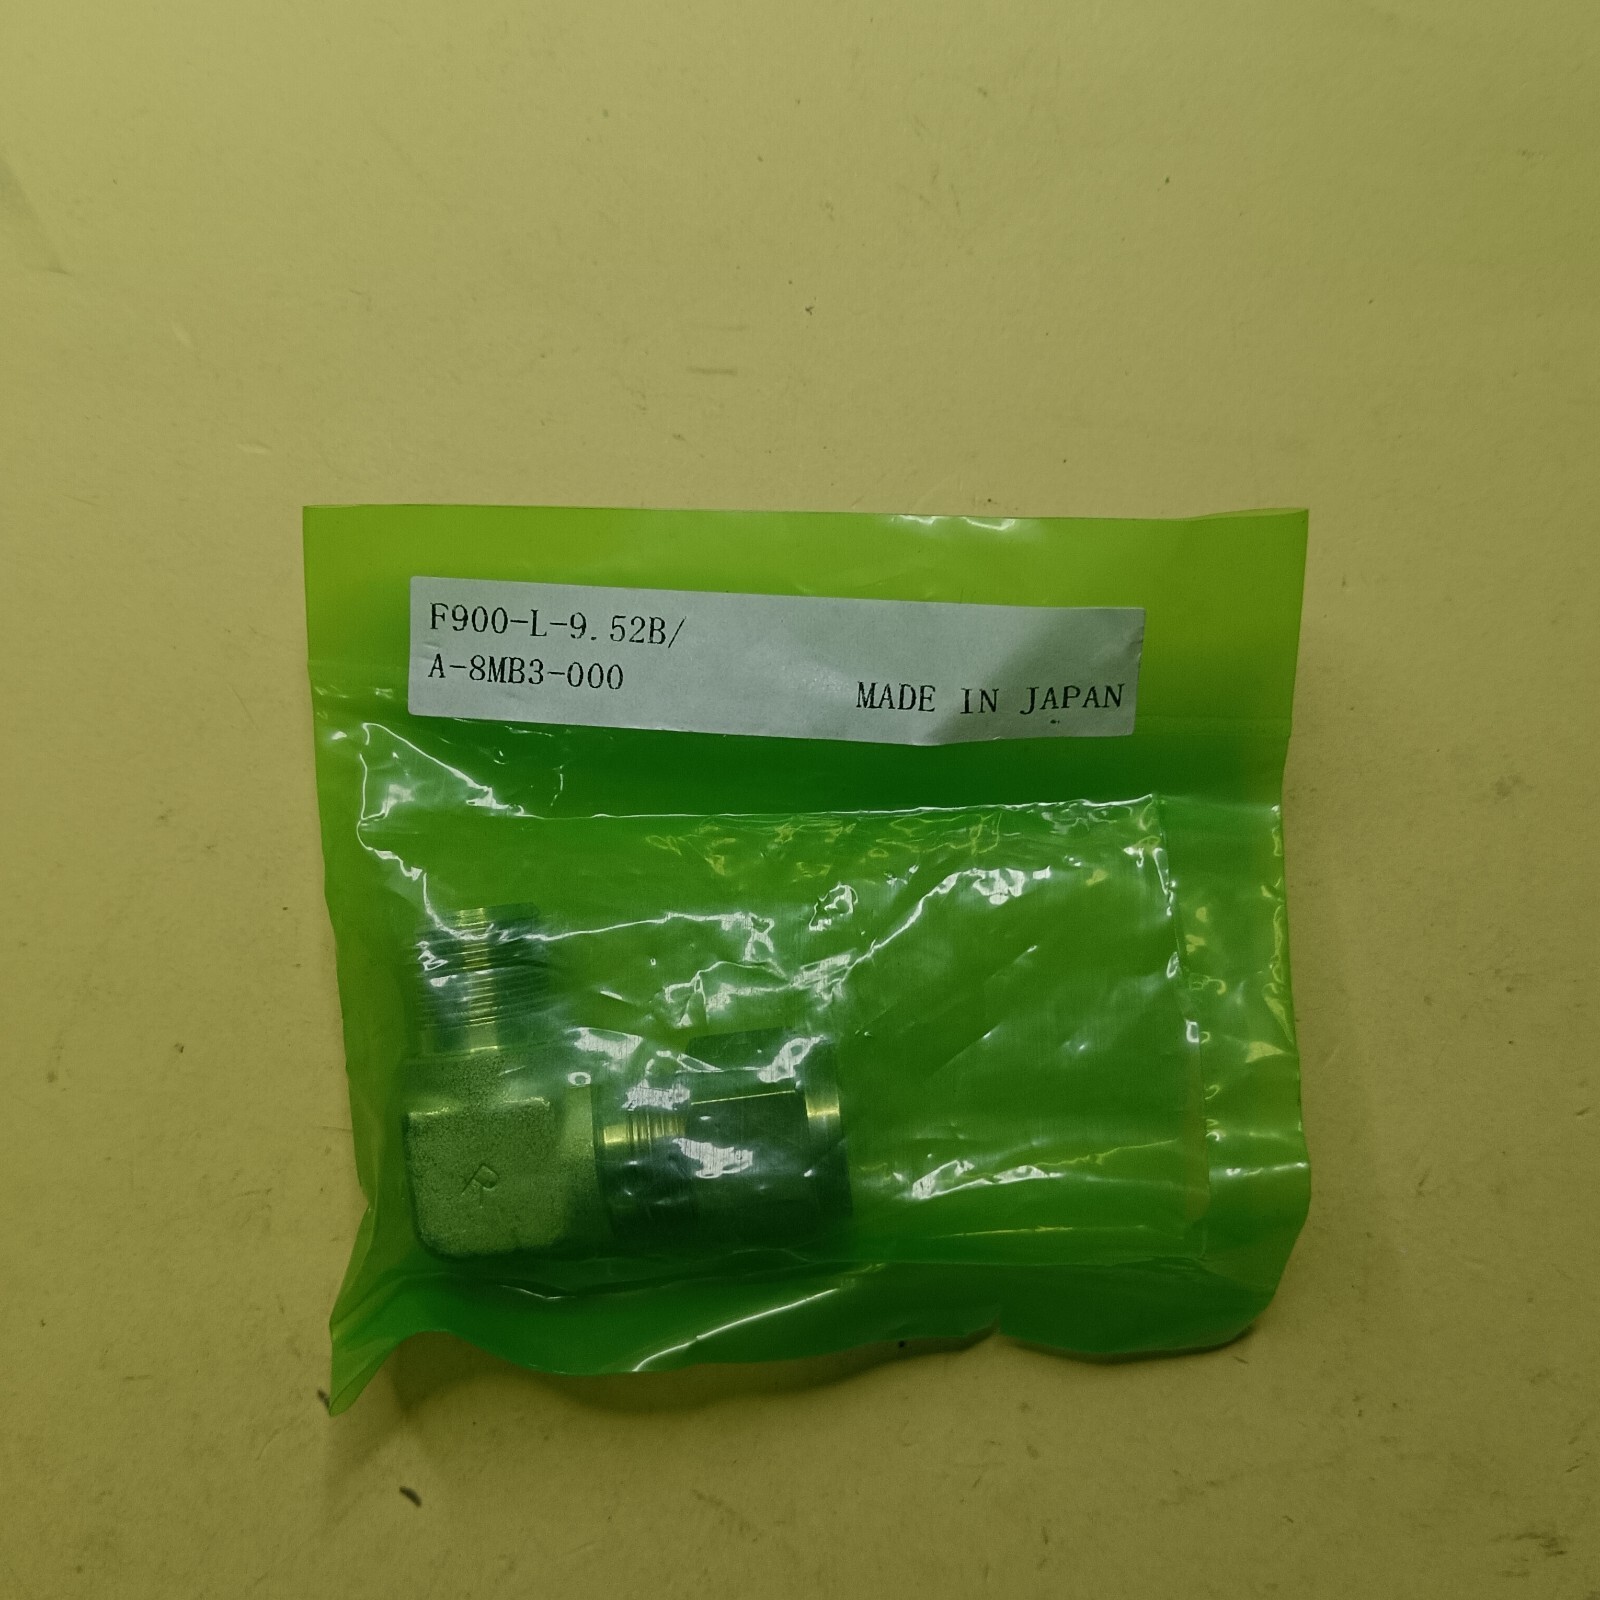 F900-L-9.52B/
A-8MB3-000
MADE IN JAPAN
R